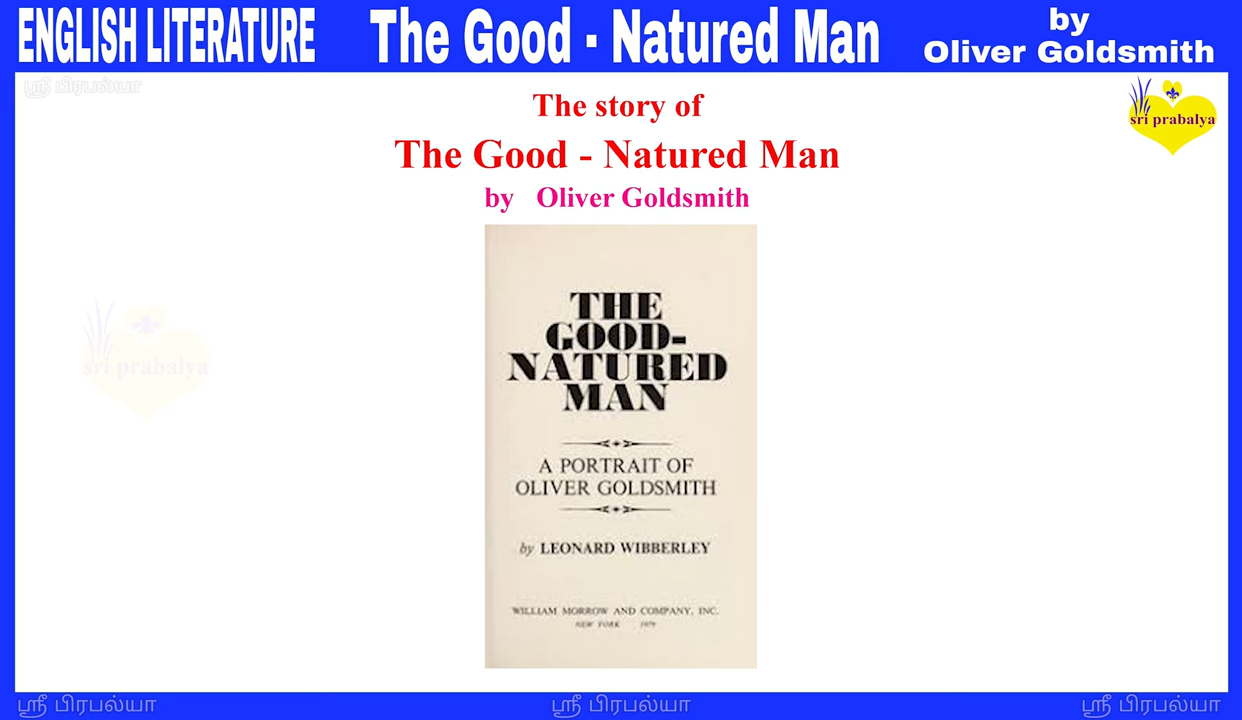 ENGLISH LITERATURE
The Good - Natured Man
by
Oliver Goldsmith
ஸ்ரீ பிரபல்யா
The story of
sri prabalya
The Good - Natured Man
by Oliver Goldsmith
THE
GOOD-
NATURED
MAN
sri prabalya
A PORTRAIT OF
OLIVER GOLDSMITH
by LEONARD WIBBERLEY
WILLIAM MORROW AND COMPANY, INC.
NEW YORK 1979
ஸ்ரீ பிரபல்யா
ஸ்ரீ பிரபல்யா
ஸ்ரீ பிரபல்யா